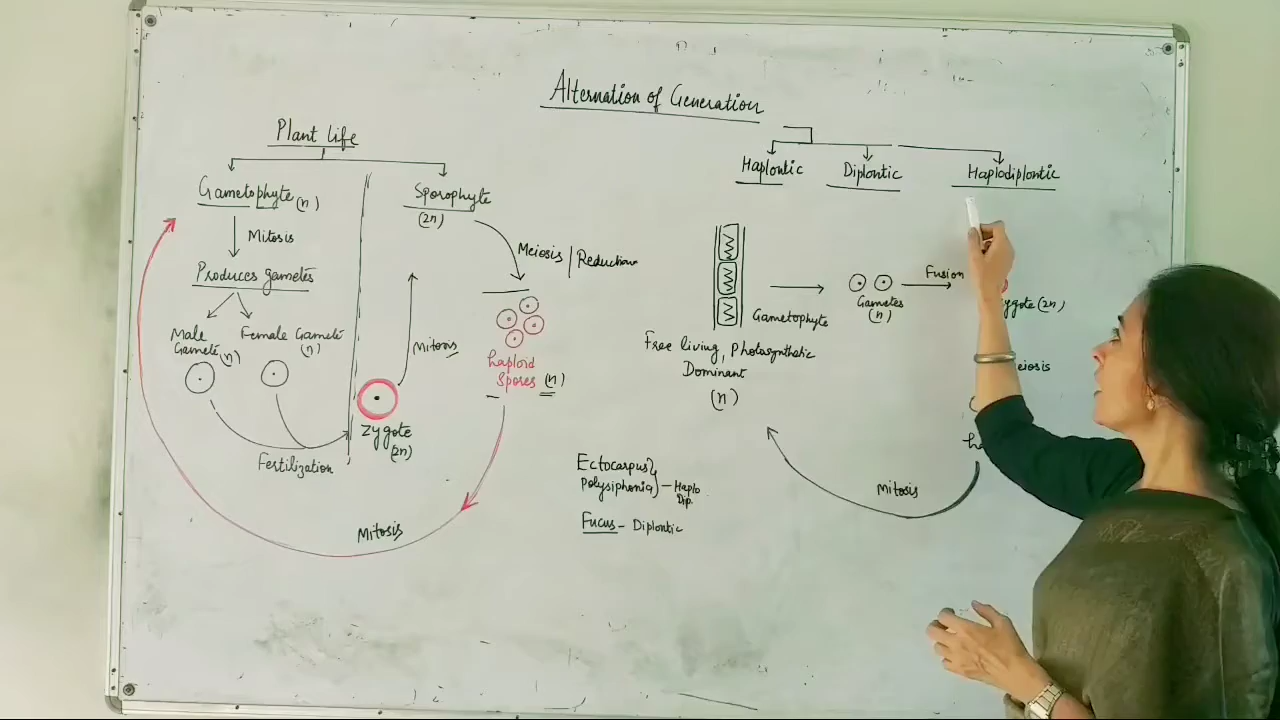 Alternation of Generation
Plant life
Gametophyte (n)
Mitosis
Produces gametes
Male
Gamete (n)
Female Gamete
(n)
Fertilization
Sporophyte
(2n)
Meiosis | Reduction
Mitosis
haploid
Spores (n)
Zygote
(2n)
Mitosis
Haplontic
Diplontic
Haplodiplontic
Gametophyte
Gametes
(n)
Fusion
ygote (2n)
eiosis
Free living, Photosynthetic
Dominant
(n)
Mitosis
Ectocarpus
Polysiphonia - Haplo
Dip.
Fucus - Diplontic